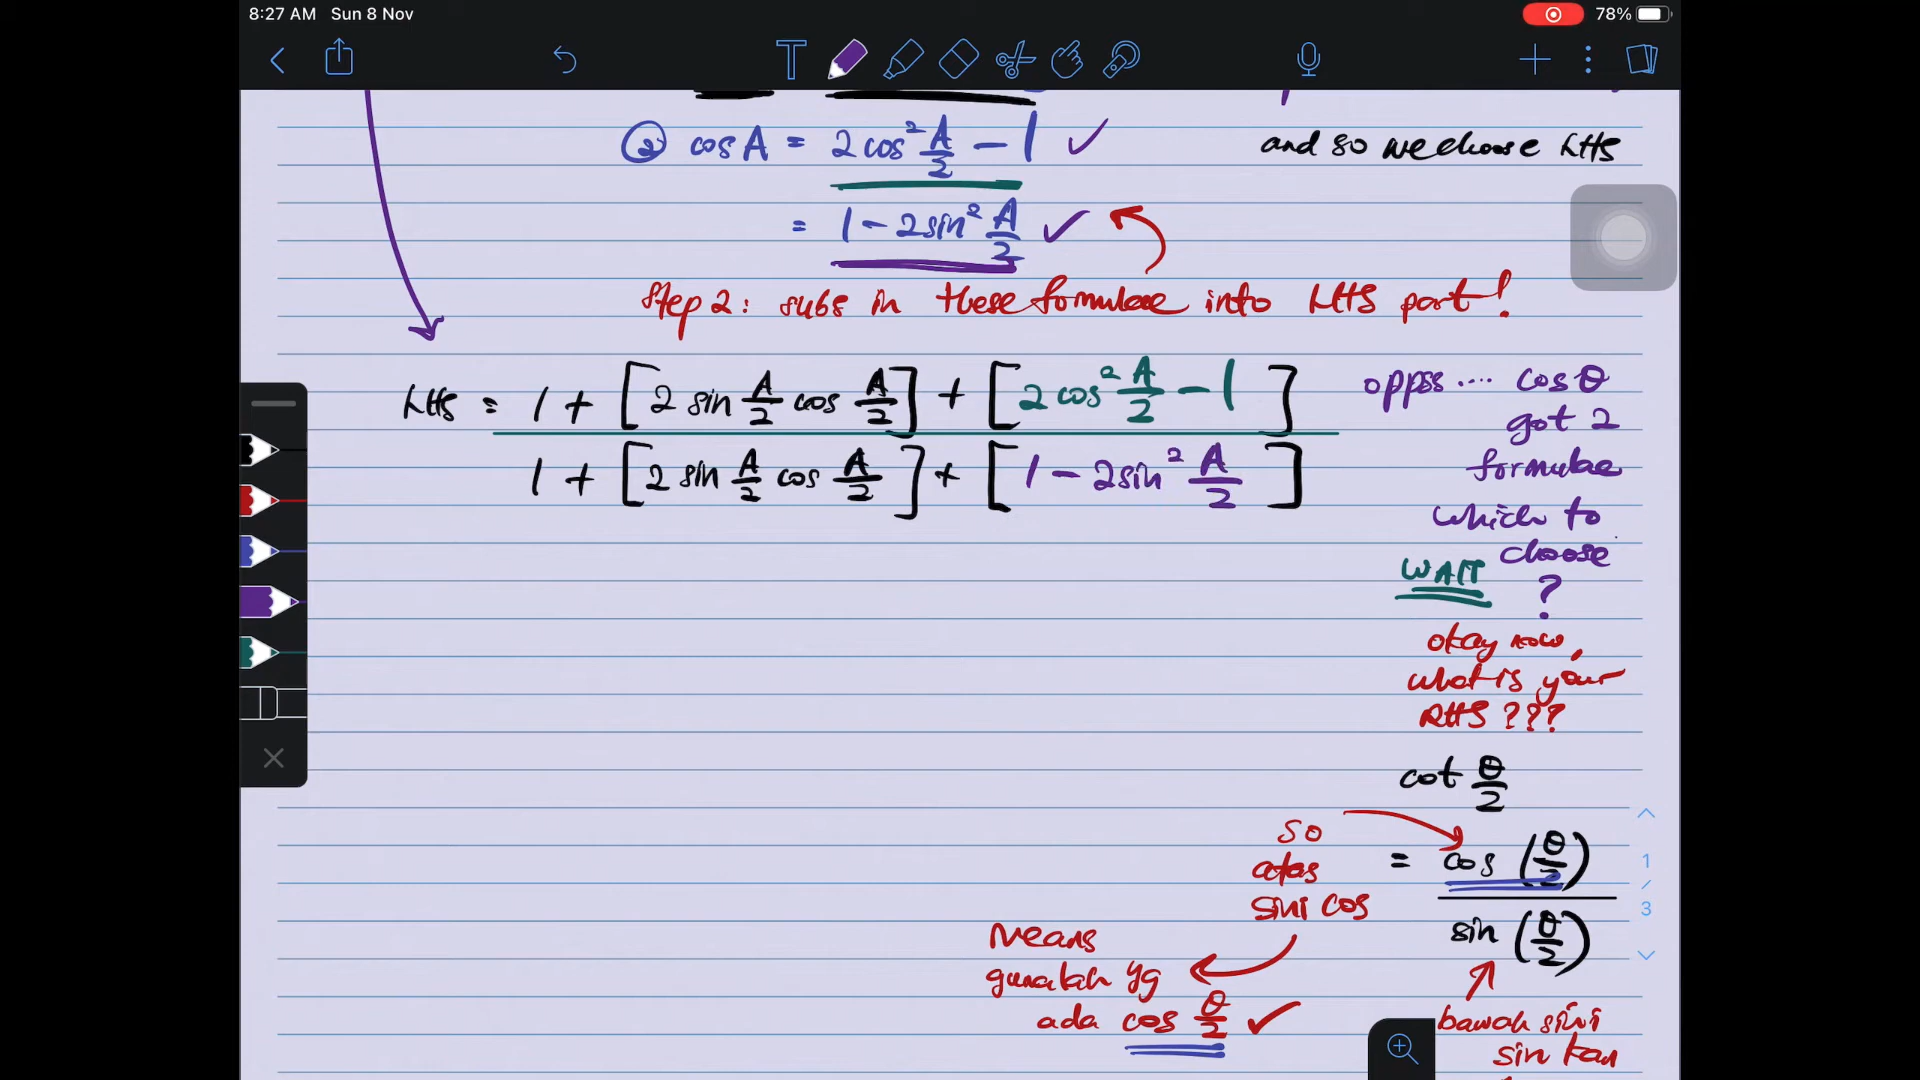 8:27 AM Sun 8 Nov
78%
② cos A = 2cos² A/2 − 1 ✓
and so we choose LHS
= 1 − 2sin² A/2 ✓
Step 2: subs in these formulae into LHS part!
LHS = 1 + [2 sin A/2 cos A/2] + [2 cos² A/2 − 1]
1 + [2 sin A/2 cos A/2] + [1 − 2sin² A/2]
oppss .... cos θ
got 2
formulae
which to
choose
?
WAIT
okay now,
what is your
RHS ???
cot θ/2
= cos (θ/2)
sin (θ/2)
so
atas
sini cos
Means
gunalah yg
ada cos θ/2 ✓
bawah sini
sin kan
1
/
3